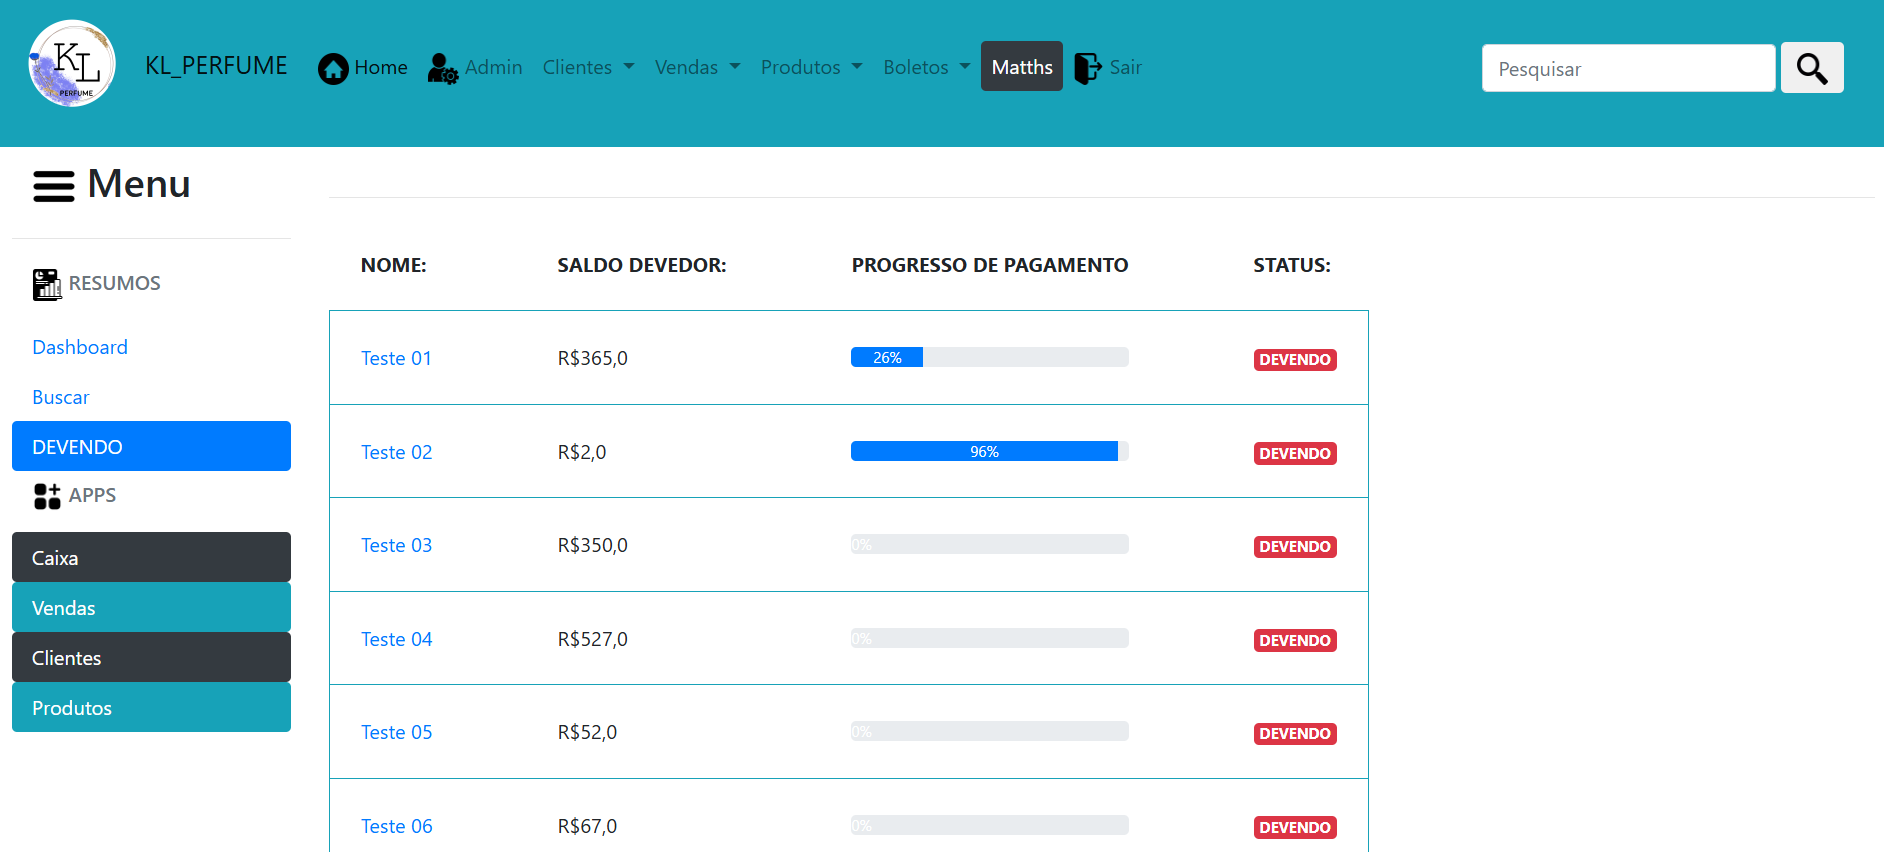 KL
PERFUME
KL_PERFUME Home Admin Clientes Vendas Produtos Boletos Matths Sair Pesquisar
Menu
RESUMOS
Dashboard
Buscar
DEVENDO
APPS
Caixa
Vendas
Clientes
Produtos
NOME: SALDO DEVEDOR: PROGRESSO DE PAGAMENTO STATUS:
Teste 01 R$365,0 26% DEVENDO
Teste 02 R$2,0 96% DEVENDO
Teste 03 R$350,0 0% DEVENDO
Teste 04 R$527,0 0% DEVENDO
Teste 05 R$52,0 0% DEVENDO
Teste 06 R$67,0 0% DEVENDO